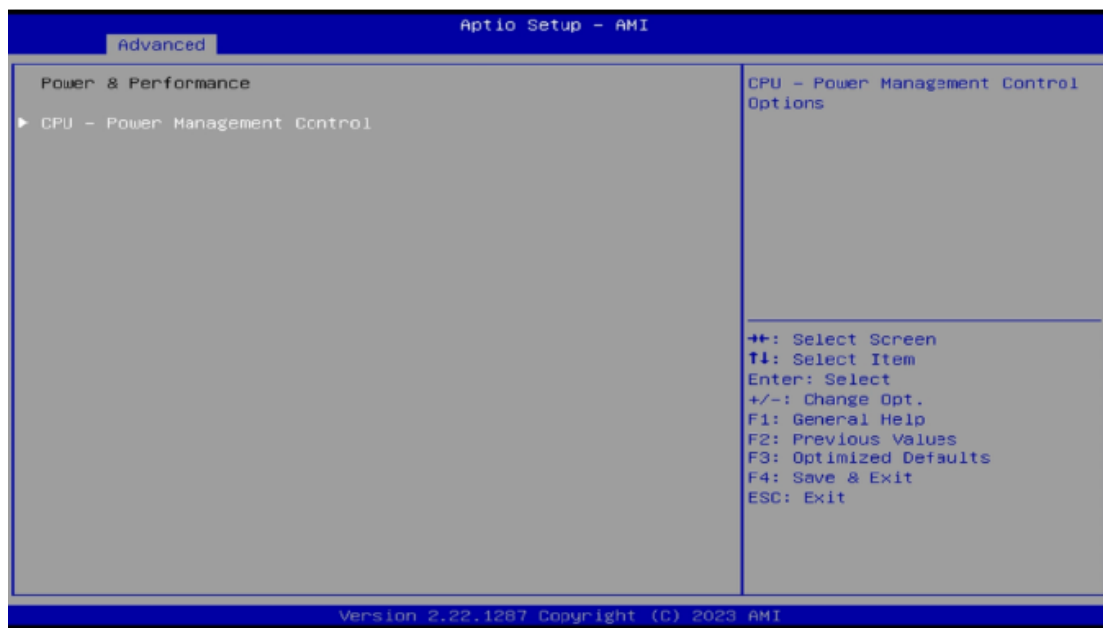 Aptio Setup - AMI
Advanced
Power & Performance
▶ CPU - Power Management Control
CPU - Power Management Control
Options
→←: Select Screen
↑↓: Select Item
Enter: Select
+/-: Change Opt.
F1: General Help
F2: Previous Values
F3: Optimized Defaults
F4: Save & Exit
ESC: Exit
Version 2.22.1287 Copyright (C) 2023 AMI